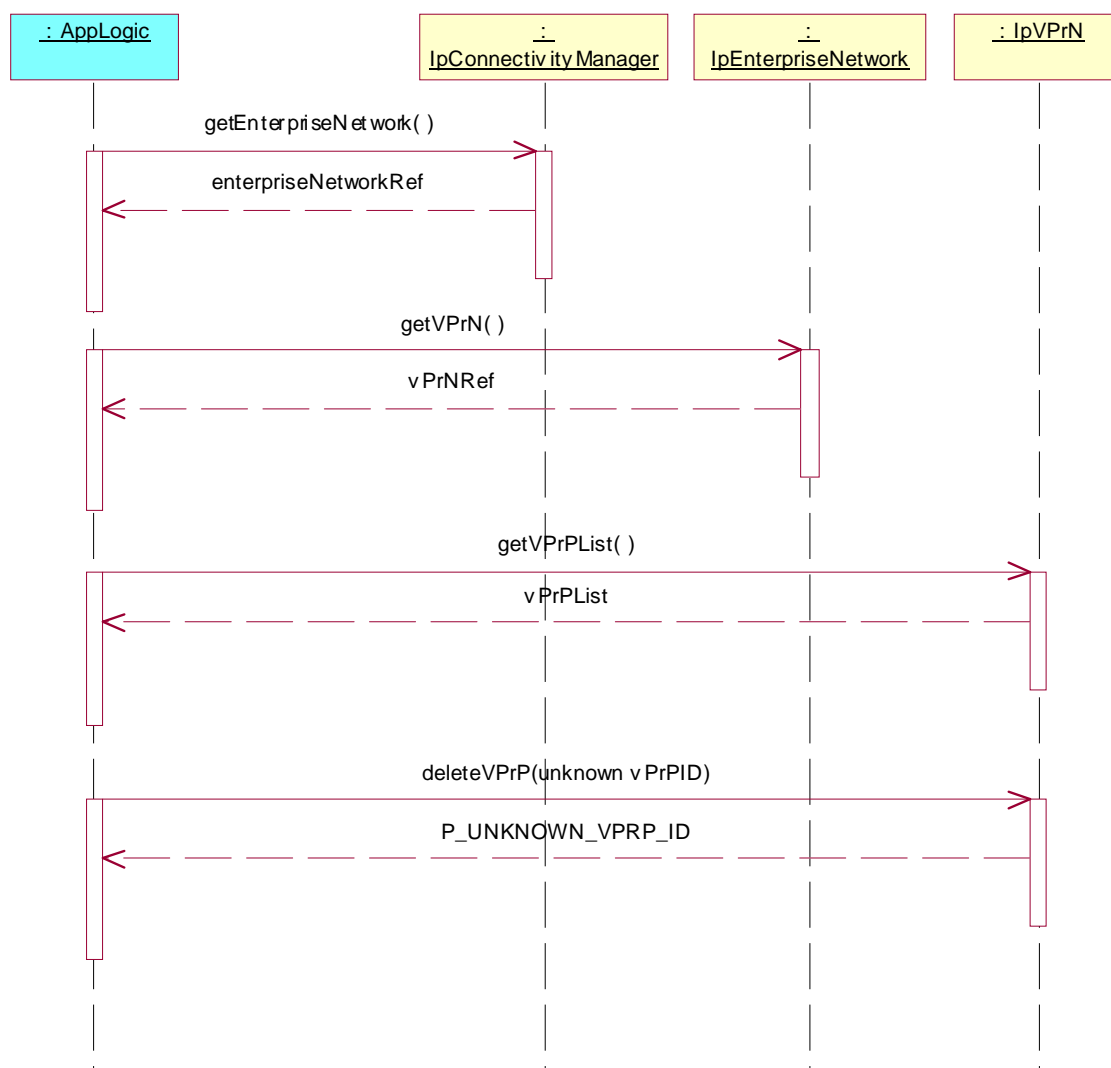 : AppLogic
:
IpConnectivityManager
:
IpEnterpriseNetwork
: IpVPrN
getEnterpriseNetwork( )
enterpriseNetworkRef
getVPrN( )
vPrNRef
getVPrPList( )
vPrPList
deleteVPrP(unknown vPrPID)
P_UNKNOWN_VPRP_ID